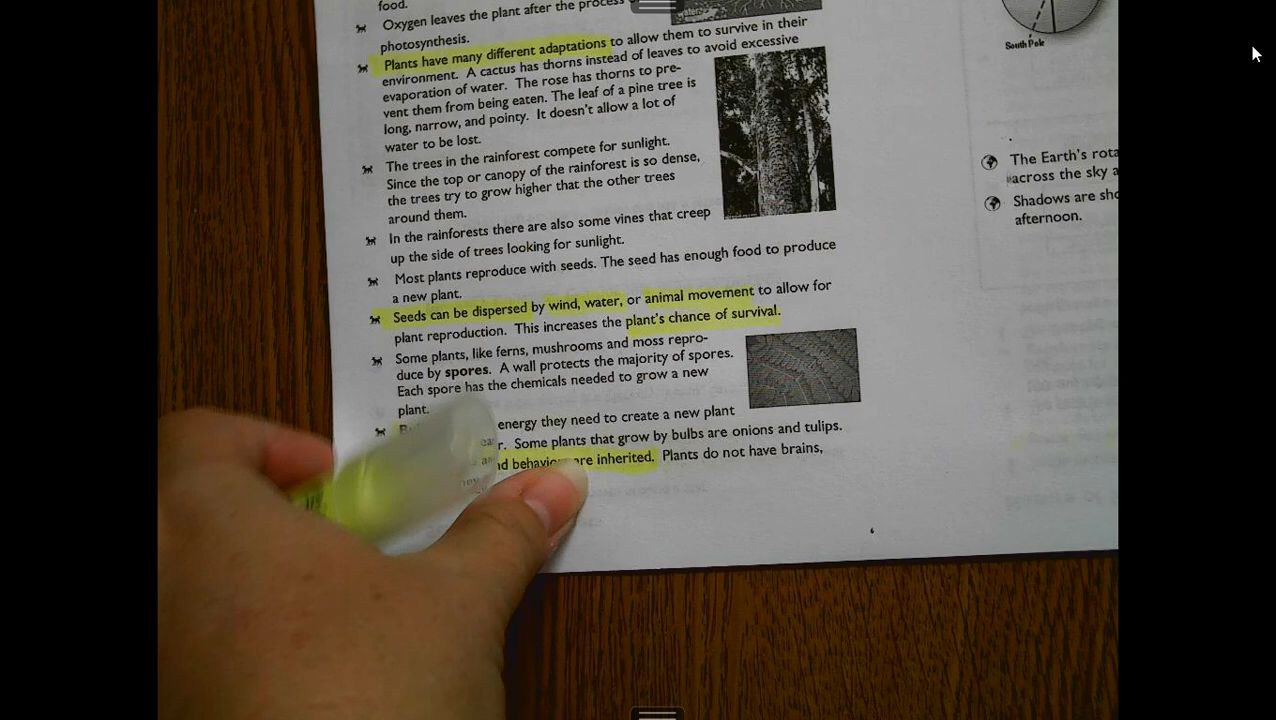 food.
Oxygen leaves the plant after the process
photosynthesis.
Plants have many different adaptations to allow them to survive in their
environment. A cactus has thorns instead of leaves to avoid excessive
evaporation of water. The rose has thorns to pre-
vent them from being eaten. The leaf of a pine tree is
long, narrow, and pointy. It doesn't allow a lot of
water to be lost.
The trees in the rainforest compete for sunlight.
Since the top or canopy of the rainforest is so dense,
the trees try to grow higher that the other trees
around them.
In the rainforests there are also some vines that creep
up the side of trees looking for sunlight.
Most plants reproduce with seeds. The seed has enough food to produce
a new plant.
Seeds can be dispersed by wind, water, or animal movement to allow for
plant reproduction. This increases the plant's chance of survival.
Some plants, like ferns, mushrooms and moss repro-
duce by spores. A wall protects the majority of spores.
Each spore has the chemicals needed to grow a new
plant.
energy they need to create a new plant
Some plants that grow by bulbs are onions and tulips.
behavior are inherited. Plants do not have brains,
6
South Pole
The Earth's rota
across the sky a
Shadows are sho
afternoon.